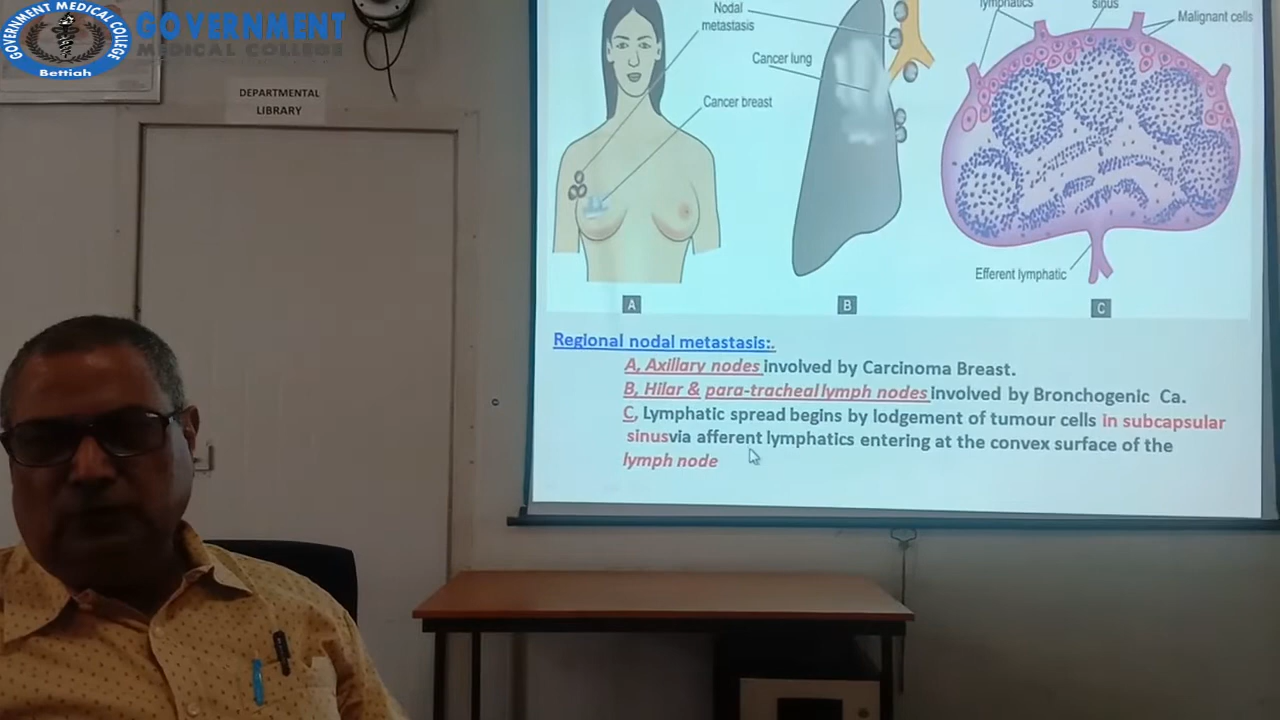 GOVERNMENT MEDICAL COLLEGE
Bettiah
GOVERNMENT
MEDICAL COLLEGE
DEPARTMENTAL
LIBRARY
Nodal
metastasis
Cancer lung
Cancer breast
lymphatics
sinus
Malignant cells
Efferent lymphatic
A
B
C
Regional nodal metastasis:.
A, Axillary nodes involved by Carcinoma Breast.
B, Hilar & para-tracheal lymph nodes involved by Bronchogenic Ca.
C, Lymphatic spread begins by lodgement of tumour cells in subcapsular
sinusvia afferent lymphatics entering at the convex surface of the
lymph node